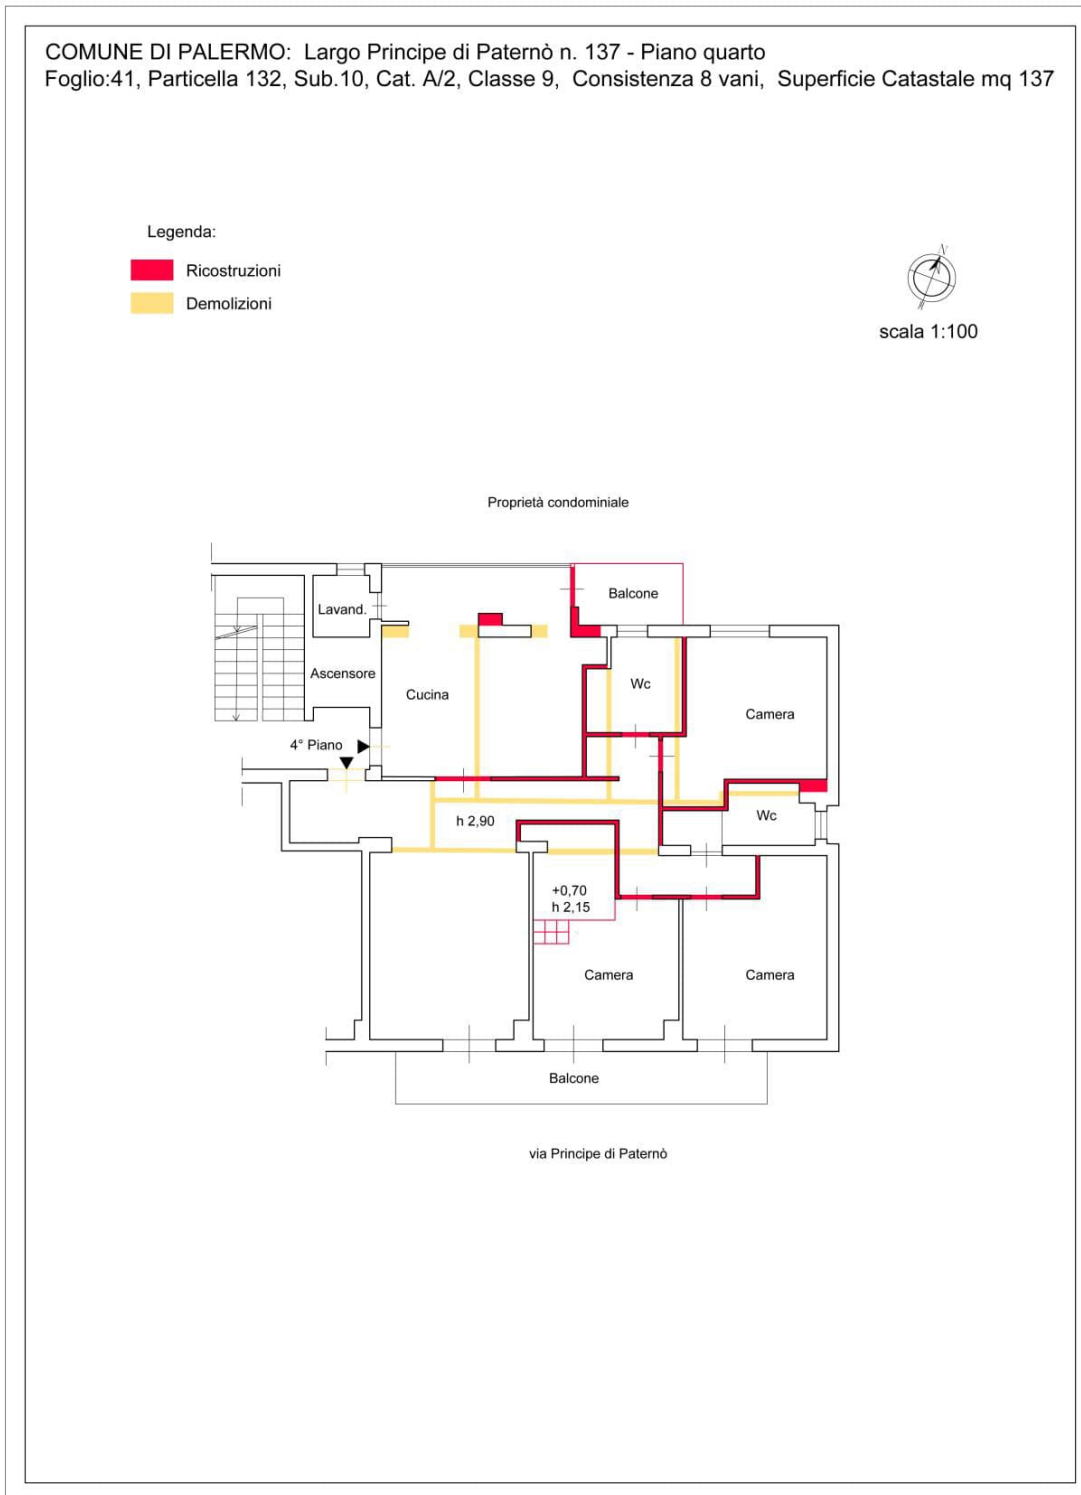 COMUNE DI PALERMO: Largo Principe di Paternò n. 137 - Piano quarto
Foglio:41, Particella 132, Sub.10, Cat. A/2, Classe 9, Consistenza 8 vani, Superficie Catastale mq 137
Legenda:
Ricostruzioni
Demolizioni
N
scala 1:100
Proprietà condominiale
Balcone
Lavand.
Ascensore
Cucina
Wc
Camera
4° Piano
h 2,90
Wc
+0,70
h 2,15
Camera
Camera
Balcone
via Principe di Paternò